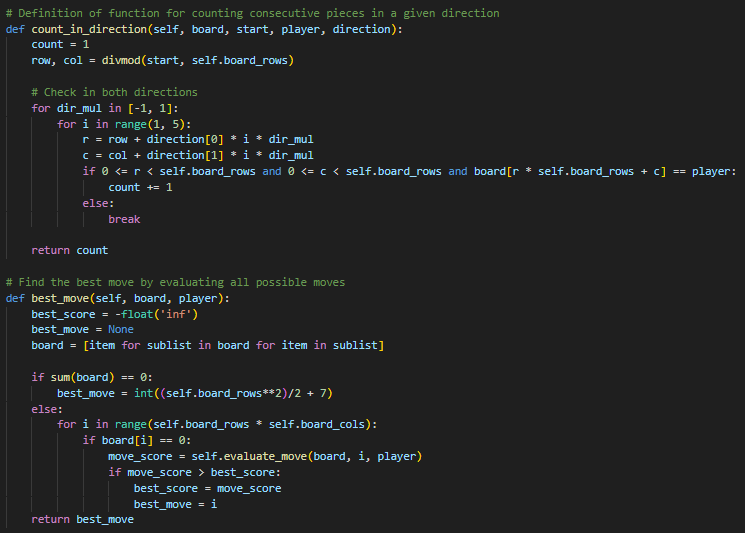 # Definition of function for counting consecutive pieces in a given direction
def count_in_direction(self, board, start, player, direction):
    count = 1
    row, col = divmod(start, self.board_rows)

    # Check in both directions
    for dir_mul in [-1, 1]:
        for i in range(1, 5):
            r = row + direction[0] * i * dir_mul
            c = col + direction[1] * i * dir_mul
            if 0 <= r < self.board_rows and 0 <= c < self.board_rows and board[r * self.board_rows + c] == player:
                count += 1
            else:
                break

    return count

# Find the best move by evaluating all possible moves
def best_move(self, board, player):
    best_score = -float('inf')
    best_move = None
    board = [item for sublist in board for item in sublist]

    if sum(board) == 0:
        best_move = int((self.board_rows**2)/2 + 7)
    else:
        for i in range(self.board_rows * self.board_cols):
            if board[i] == 0:
                move_score = self.evaluate_move(board, i, player)
                if move_score > best_score:
                    best_score = move_score
                    best_move = i
    return best_move